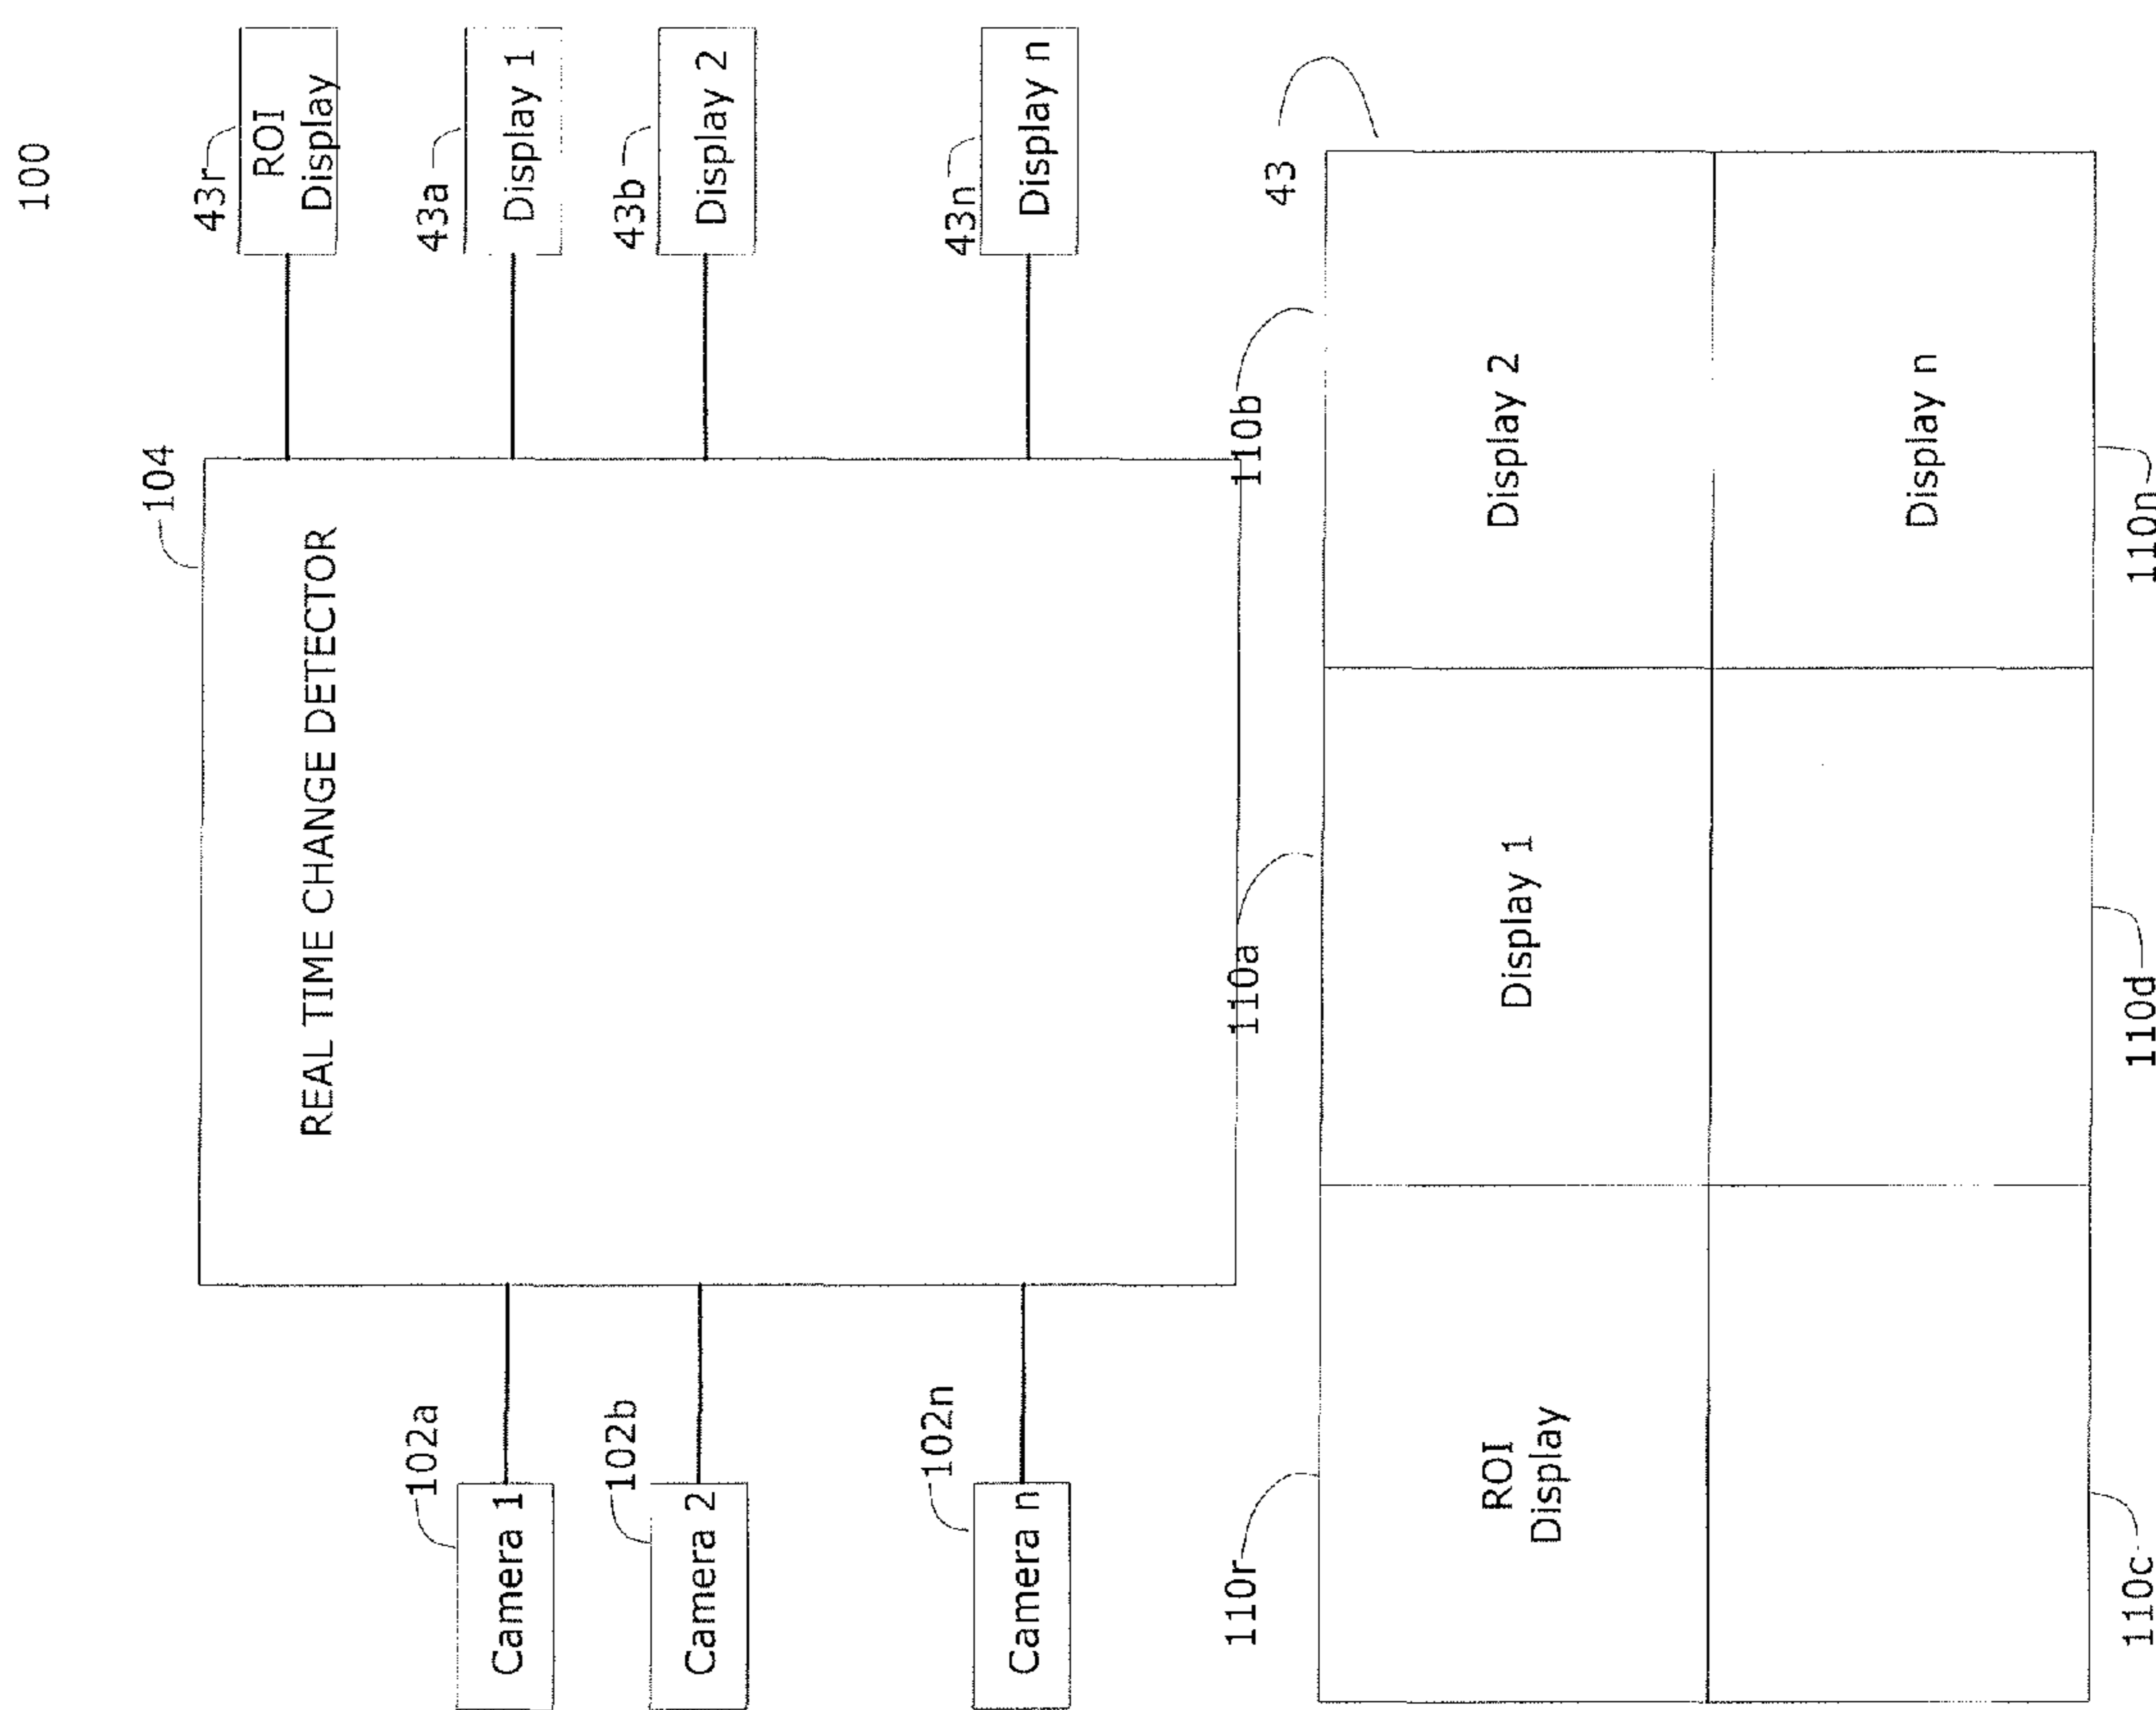 100
104
REAL TIME CHANGE DETECTOR
43r
ROI
Display
102a
Camera 1
43a
Display 1
102b
Camera 2
43b
Display 2
102n
Camera n
43n
Display n
110r
110a
110b
43
ROI
Display
Display 1
Display 2
Display n
110c
110d
110n